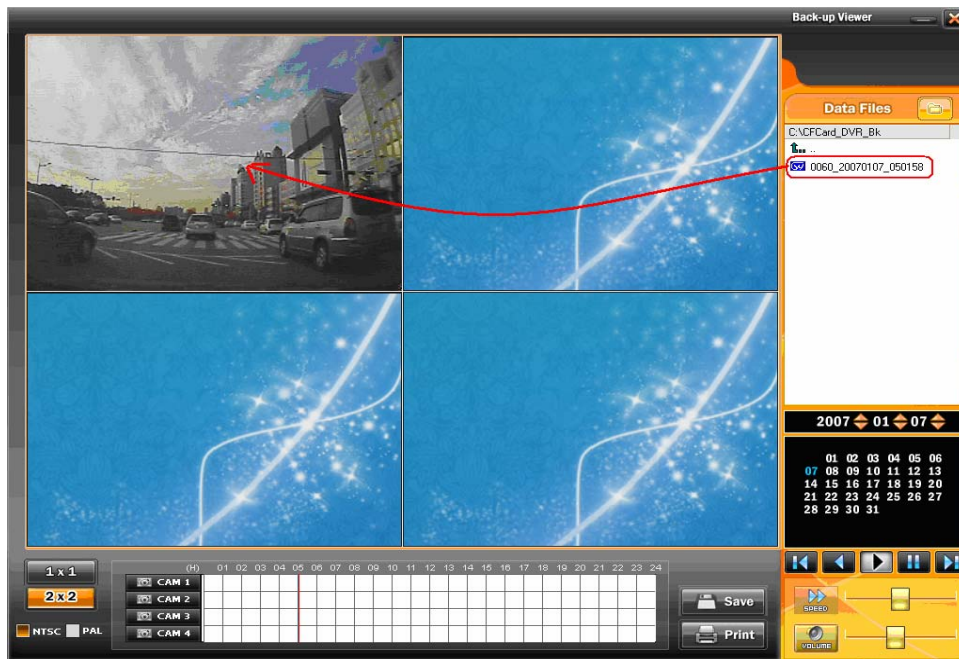 Back-up Viewer
Data Files
C:\CFCard_DVR_Bk
..
0060_20070107_050158
2007 01 07
01 02 03 04 05 06
07 08 09 10 11 12 13
14 15 16 17 18 19 20
21 22 23 24 25 26 27
28 29 30 31
1 x 1
2 x 2
NTSC PAL
(H) 01 02 03 04 05 06 07 08 09 10 11 12 13 14 15 16 17 18 19 20 21 22 23 24
CAM 1
CAM 2
CAM 3
CAM 4
Save
Print
SPEED
VOLUME